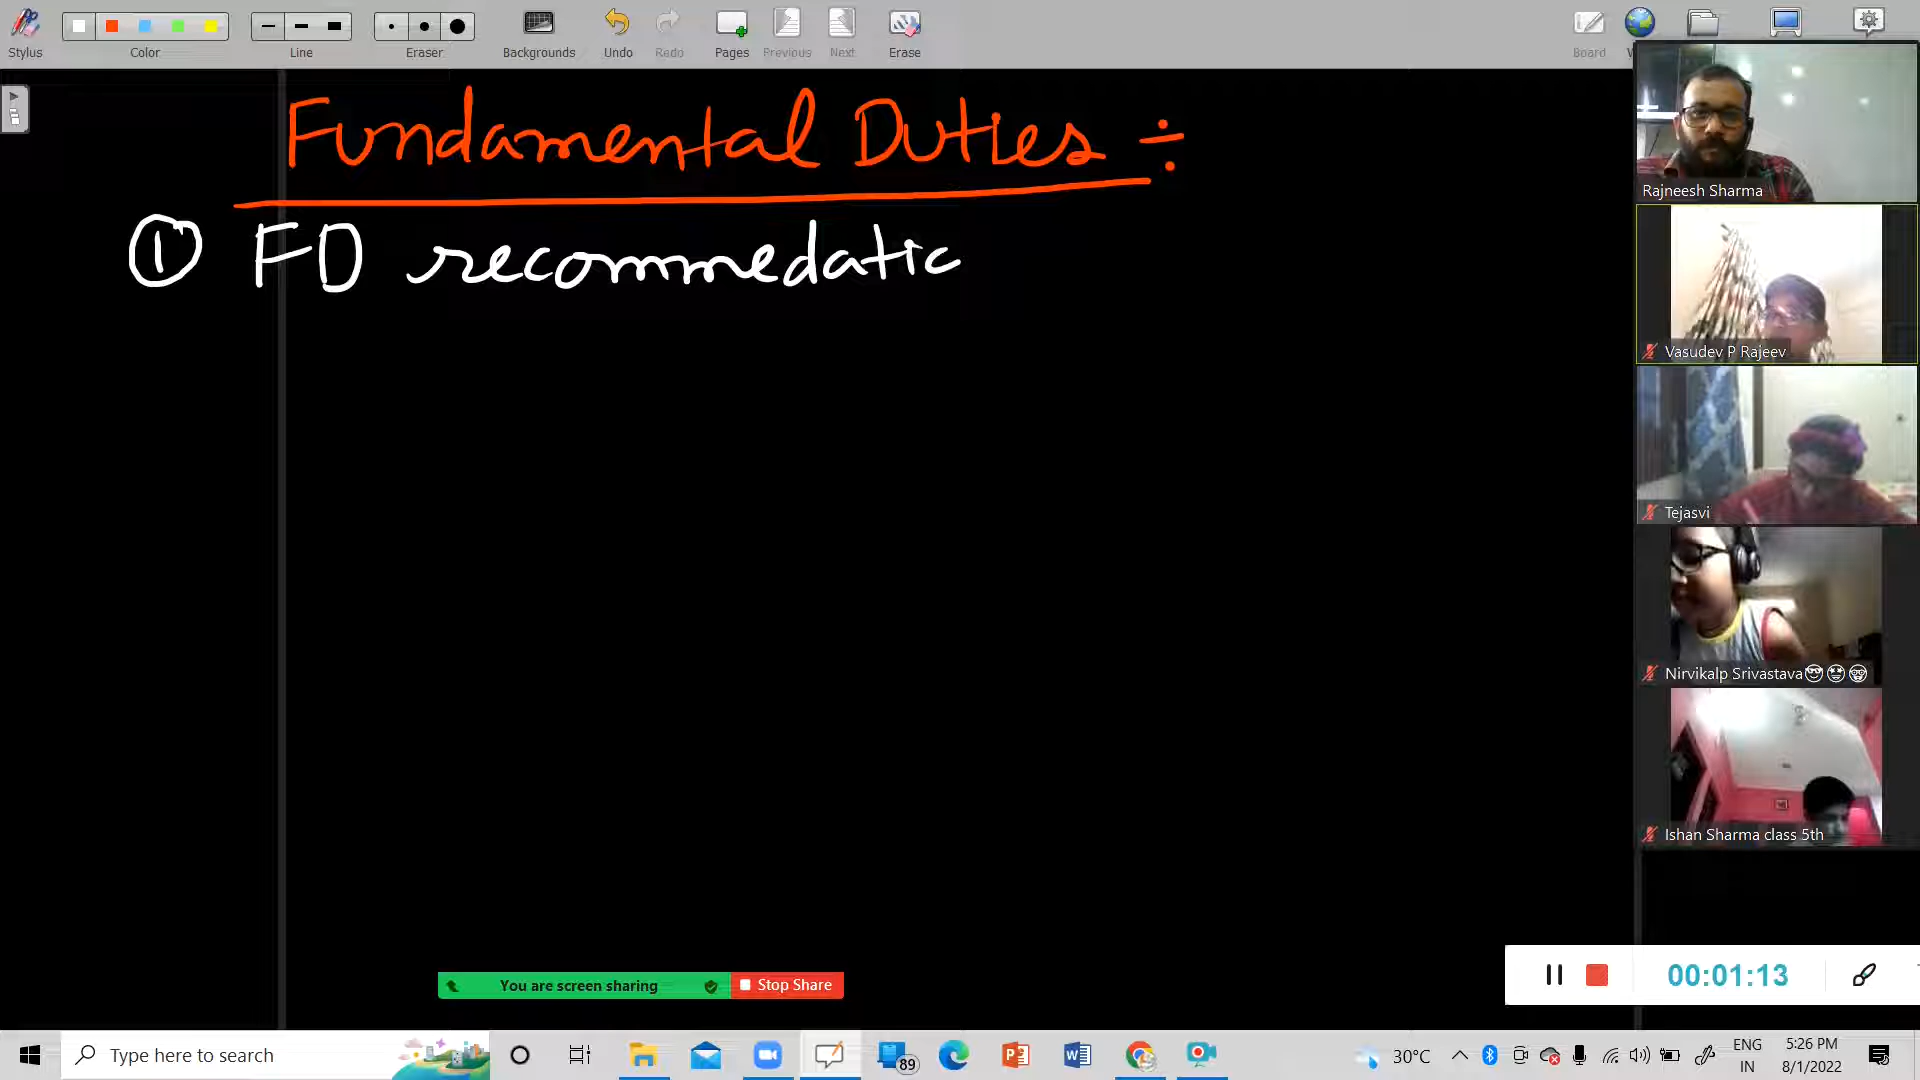 Stylus
Color
Line
Eraser
Backgrounds
Undo
Redo
Pages
Previous
Next
Erase
Board
Fundamental Duties ÷
① FD recommedatic
Rajneesh Sharma
Vasudev P Rajeev
Tejasvi
Nirvikalp Srivastava😎🤩🤓
Ishan Sharma class 5th
00:01:13
You are screen sharing
Stop Share
Type here to search
89
30°C
ENG
IN
5:26 PM
8/1/2022